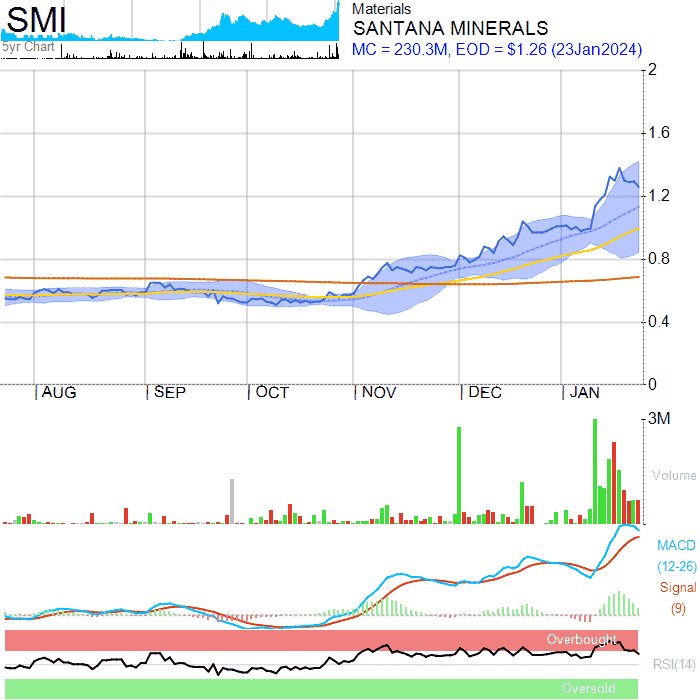 SMI
5yr Chart
Materials
SANTANA MINERALS
MC = 230.3M, EOD = $1.26 (23Jan2024)
2
1.6
1.2
0.8
0.4
0
AUG SEP OCT NOV DEC JAN
3M
Volume
MACD
(12-26)
Signal
(9)
Overbought
RSI(14)
Oversold